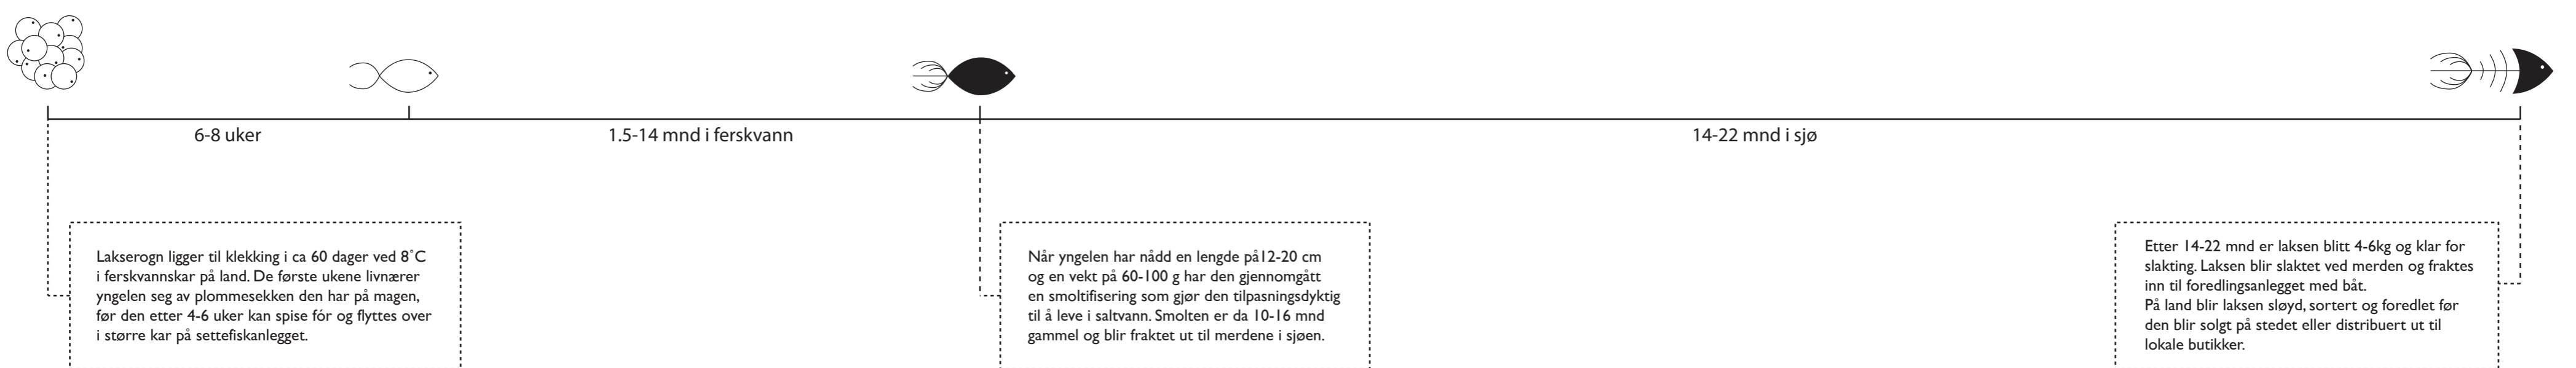 6-8 uker
1.5-14 mnd i ferskvann
14-22 mnd i sjø
Lakserogn ligger til klekking i ca 60 dager ved 8˚C
i ferskvannskar på land. De første ukene livnærer
yngelen seg av plommesekken den har på magen,
før den etter 4-6 uker kan spise fór og flyttes over
i større kar på settefiskanlegget.
Når yngelen har nådd en lengde på12-20 cm
og en vekt på 60-100 g har den gjennomgått
en smoltifisering som gjør den tilpasningsdyktig
til å leve i saltvann. Smolten er da 10-16 mnd
gammel og blir fraktet ut til merdene i sjøen.
Etter 14-22 mnd er laksen blitt 4-6kg og klar for
slakting. Laksen blir slaktet ved merden og fraktes
inn til foredlingsanlegget med båt.
På land blir laksen sløyd, sortert og foredlet før
den blir solgt på stedet eller distribuert ut til
lokale butikker.